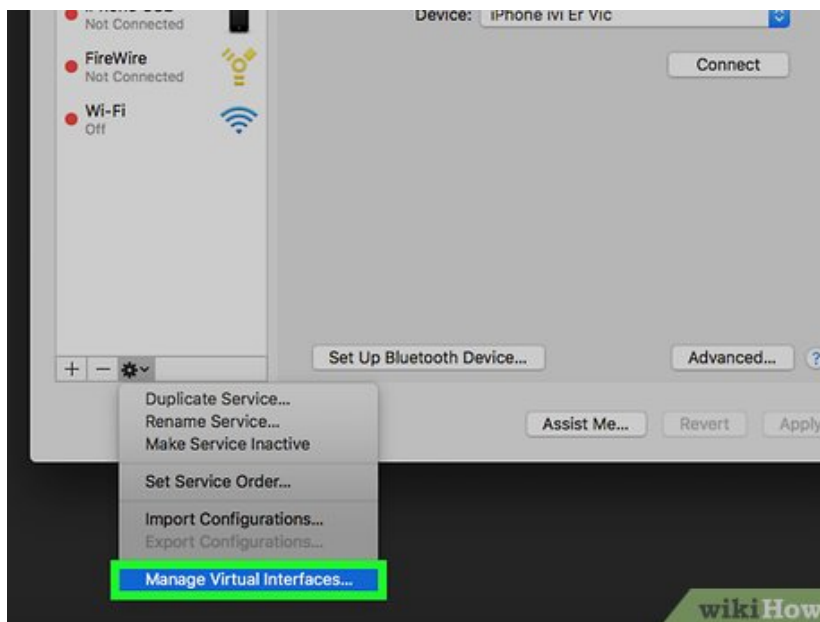 Not Connected
Device: iPhone
FireWire
Not Connected
Connect
Wi-Fi
Off
+ −
Set Up Bluetooth Device...
Advanced...
?
Duplicate Service...
Rename Service...
Make Service Inactive
Assist Me...
Revert
Apply
Set Service Order...
Import Configurations...
Export Configurations...
Manage Virtual Interfaces...
wikiHow